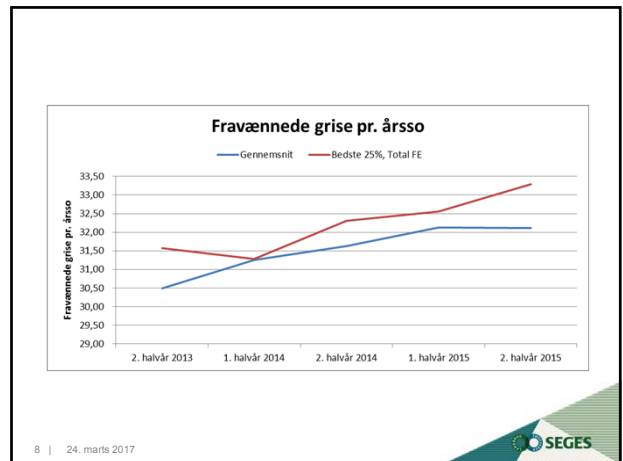 Fravænnede grise pr. årsso
Gennemsnit Bedste 25%, Total FE
Fravænnede grise pr. årsso
33,50
33,00
32,50
32,00
31,50
31,00
30,50
30,00
29,50
29,00
2. halvår 2013 1. halvår 2014 2. halvår 2014 1. halvår 2015 2. halvår 2015
8 | 24. marts 2017
SEGES